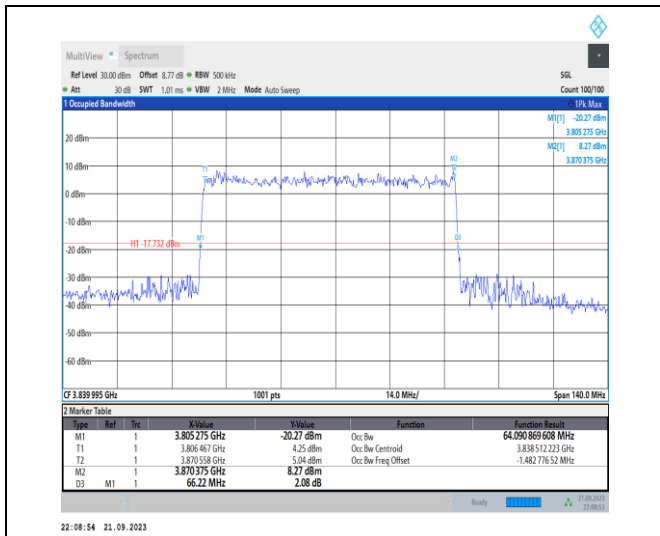 MultiView Spectrum
Ref Level 30.00 dBm Offset 8.77 dB RBW 500 kHz SGL
Att 30 dB SWT 1.01 ms VBW 2 MHz Mode Auto Sweep Count 100/100
1 Occupied Bandwidth 1Pk Max
M1[1] -20.27 dBm
3.805 275 GHz
20 dBm
M2[1] 8.27 dBm
3.870 375 GHz
M2
10 dBm
T1
0 dBm
-10 dBm
H1 -17.732 dBm
M1
D3
-20 dBm
-30 dBm
-40 dBm
-50 dBm
-60 dBm
CF 3.839 995 GHz 1001 pts 14.0 MHz/ Span 140.0 MHz
2 Marker Table
Type Ref Trc X-Value Y-Value Function Function Result
M1 1 3.805 275 GHz -20.27 dBm Occ Bw 64.090 869 608 MHz
T1 1 3.806 467 GHz 4.25 dBm Occ Bw Centroid 3.838 512 223 GHz
T2 1 3.870 558 GHz 5.04 dBm Occ Bw Freq Offset -1.482 776 52 MHz
M2 1 3.870 375 GHz 8.27 dBm
D3 M1 1 66.22 MHz 2.08 dB
Ready 21.09.2023
22:08:53
22:08:54 21.09.2023